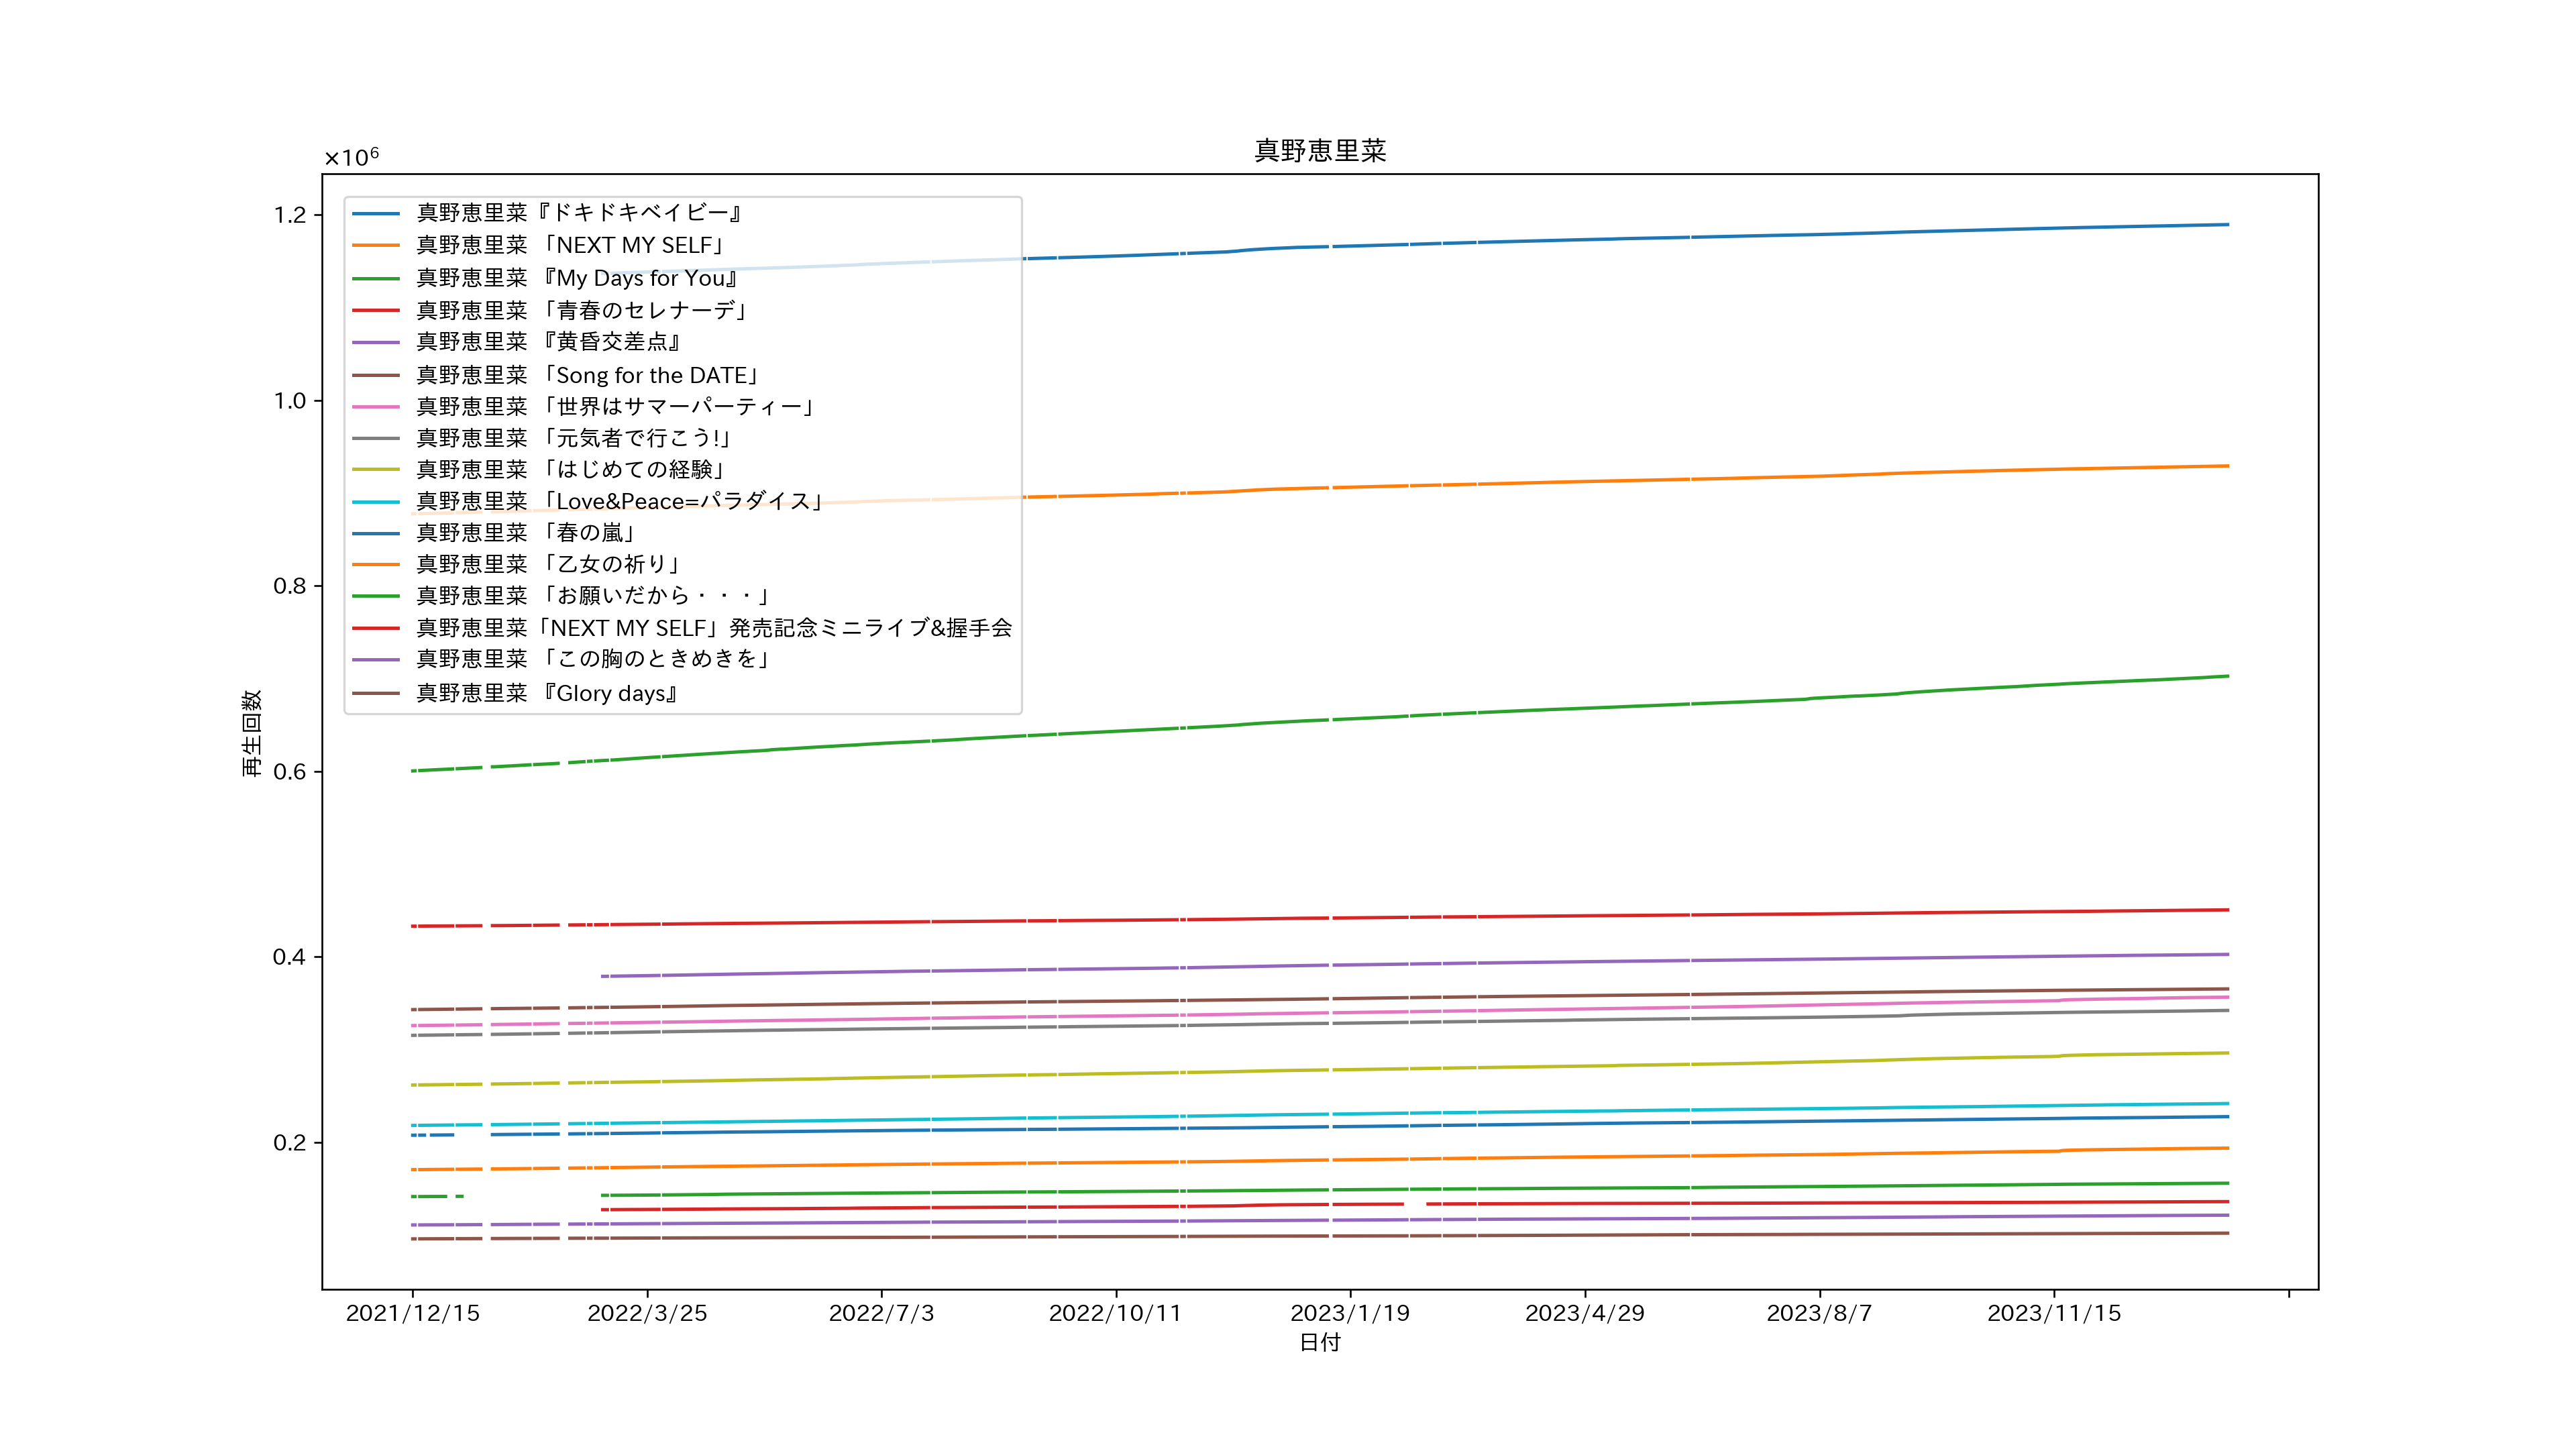 真野恵里菜
×10⁶
1.2
1.0
0.8
0.6
0.4
0.2
再生回数
真野恵里菜『ドキドキベイビー』
真野恵里菜 「NEXT MY SELF」
真野恵里菜 『My Days for You』
真野恵里菜 「青春のセレナーデ」
真野恵里菜 『黄昏交差点』
真野恵里菜 「Song for the DATE」
真野恵里菜 「世界はサマーパーティー」
真野恵里菜 「元気者で行こう!」
真野恵里菜 「はじめての経験」
真野恵里菜 「Love&Peace=パラダイス」
真野恵里菜 「春の嵐」
真野恵里菜 「乙女の祈り」
真野恵里菜 「お願いだから・・・」
真野恵里菜「NEXT MY SELF」発売記念ミニライブ&握手会
真野恵里菜 「この胸のときめきを」
真野恵里菜 『Glory days』
2021/12/15 2022/3/25 2022/7/3 2022/10/11 2023/1/19 2023/4/29 2023/8/7 2023/11/15
日付